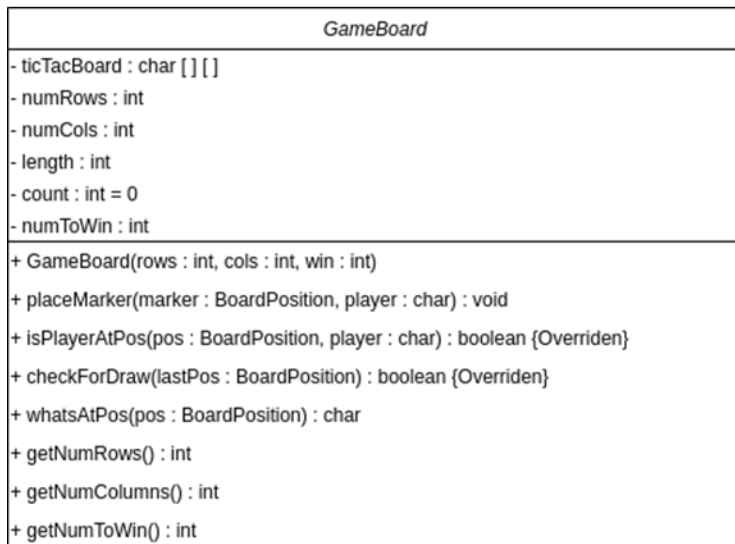 GameBoard
- ticTacBoard : char [ ] [ ]
- numRows : int
- numCols : int
- length : int
- count : int = 0
- numToWin : int
+ GameBoard(rows : int, cols : int, win : int)
+ placeMarker(marker : BoardPosition, player : char) : void
+ isPlayerAtPos(pos : BoardPosition, player : char) : boolean {Overriden}
+ checkForDraw(lastPos : BoardPosition) : boolean {Overriden}
+ whatsAtPos(pos : BoardPosition) : char
+ getNumRows() : int
+ getNumColumns() : int
+ getNumToWin() : int